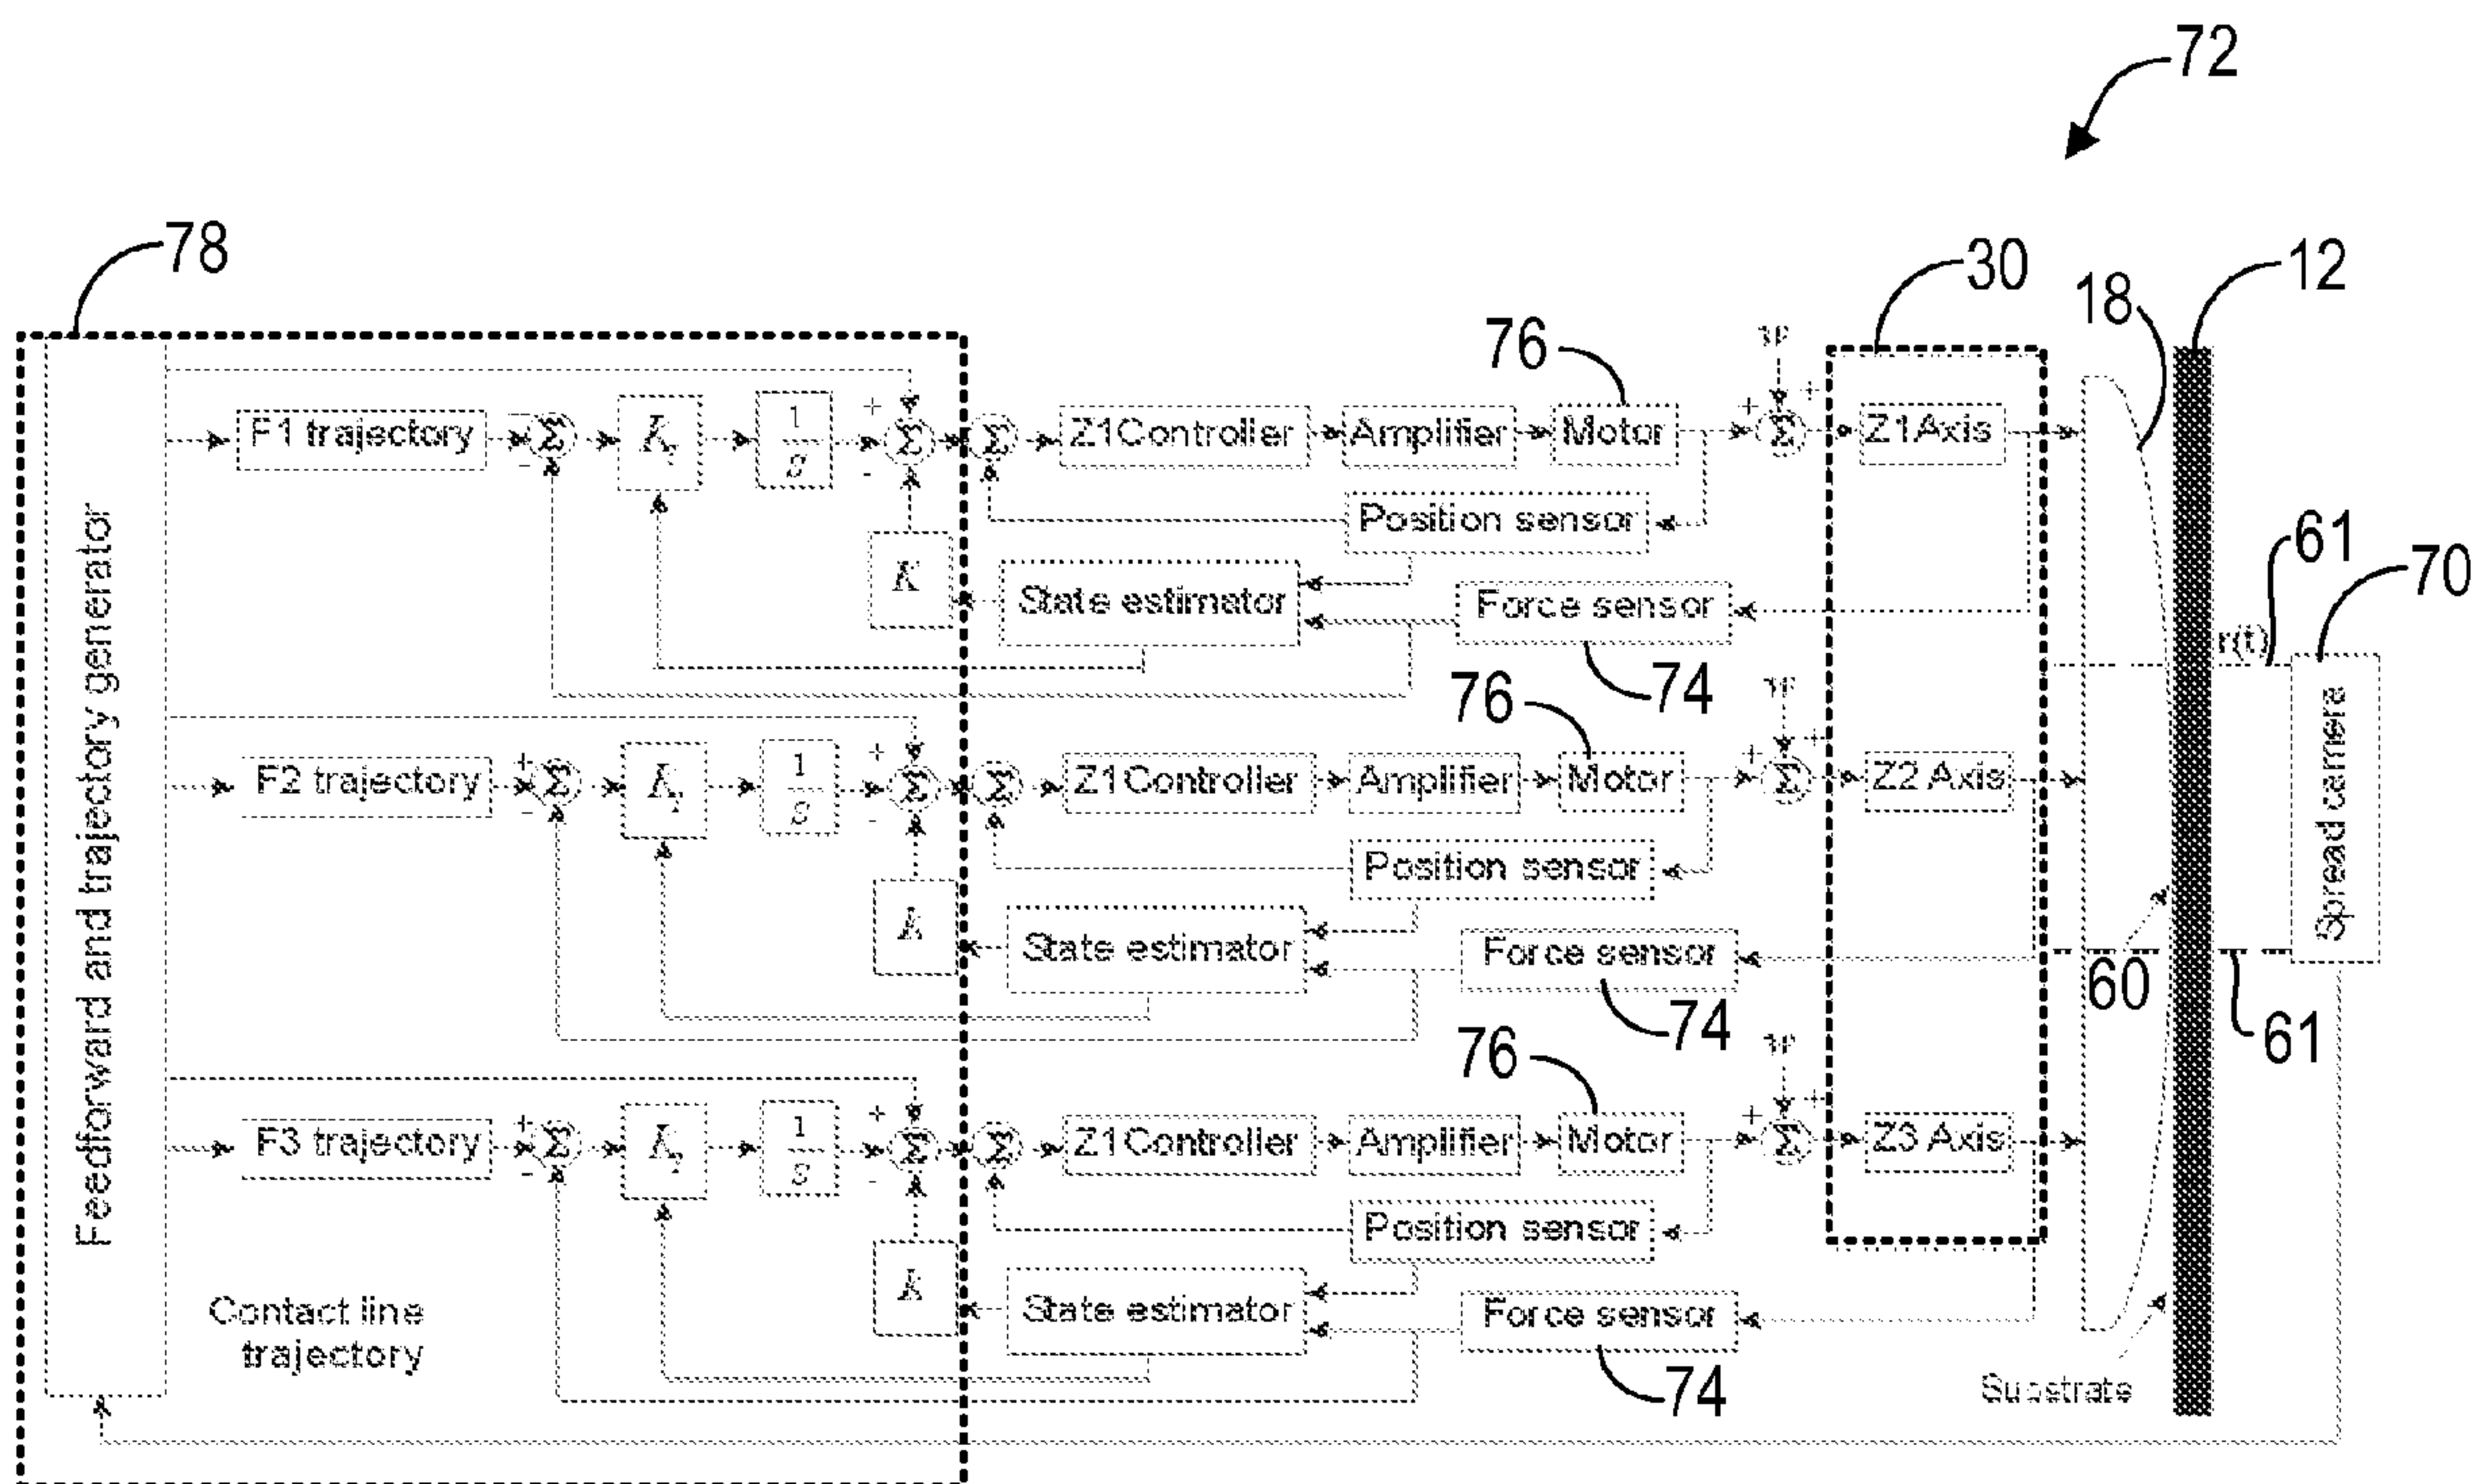 72
78
30
12
18
76
F1 trajectory
Σ
1
s
Σ
Σ
Z1Controller
Amplifier
Motor
Σ
Z1Axis
Position sensor
61
70
K
State estimator
Force sensor
r(t)
74
76
Feedforward and trajectory generator
Spread camera
F2 trajectory
Σ
1
s
Σ
Σ
Z1Controller
Amplifier
Motor
Σ
Z2 Axis
Position sensor
K
State estimator
Force sensor
60
61
74
76
F3 trajectory
Σ
1
s
Σ
Σ
Z1Controller
Amplifier
Motor
Σ
Z3 Axis
Position sensor
K
State estimator
Force sensor
Contact line
trajectory
74
Substrate